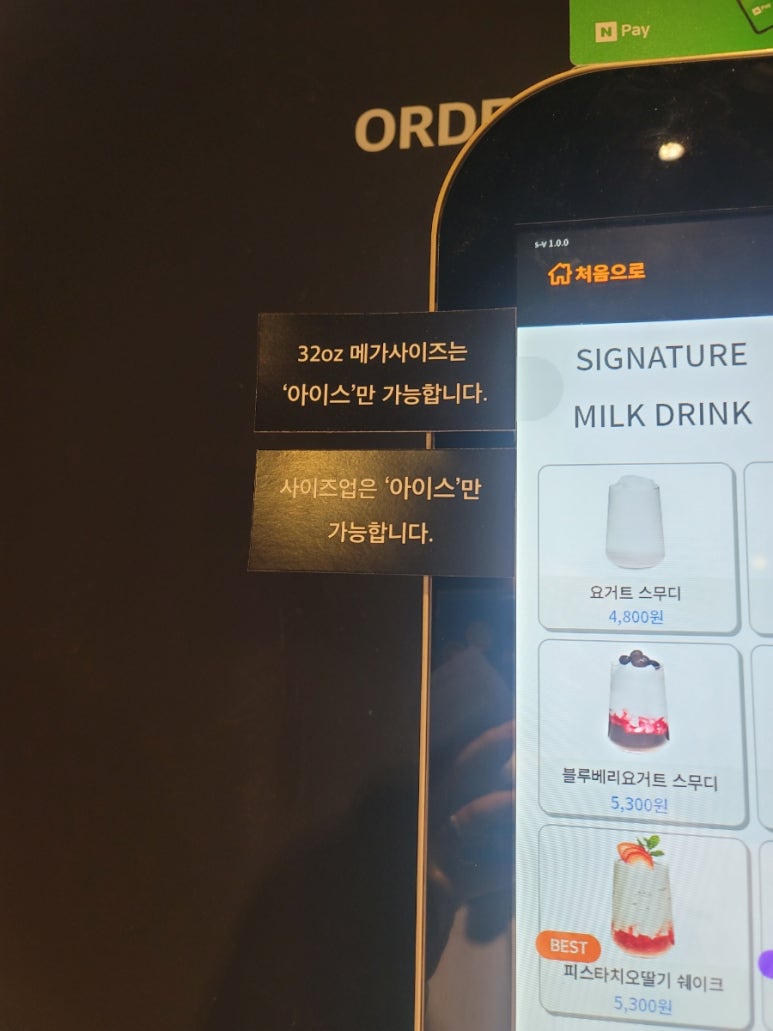 N Pay
ORDE
s-v 1.0.0
처음으로
32oz 메가사이즈는
‘아이스’만 가능합니다.
사이즈업은 ‘아이스’만
가능합니다.
SIGNATURE
MILK DRINK
요거트 스무디
4,800원
블루베리요거트 스무디
5,300원
BEST
피스타치오딸기 쉐이크
5,300원